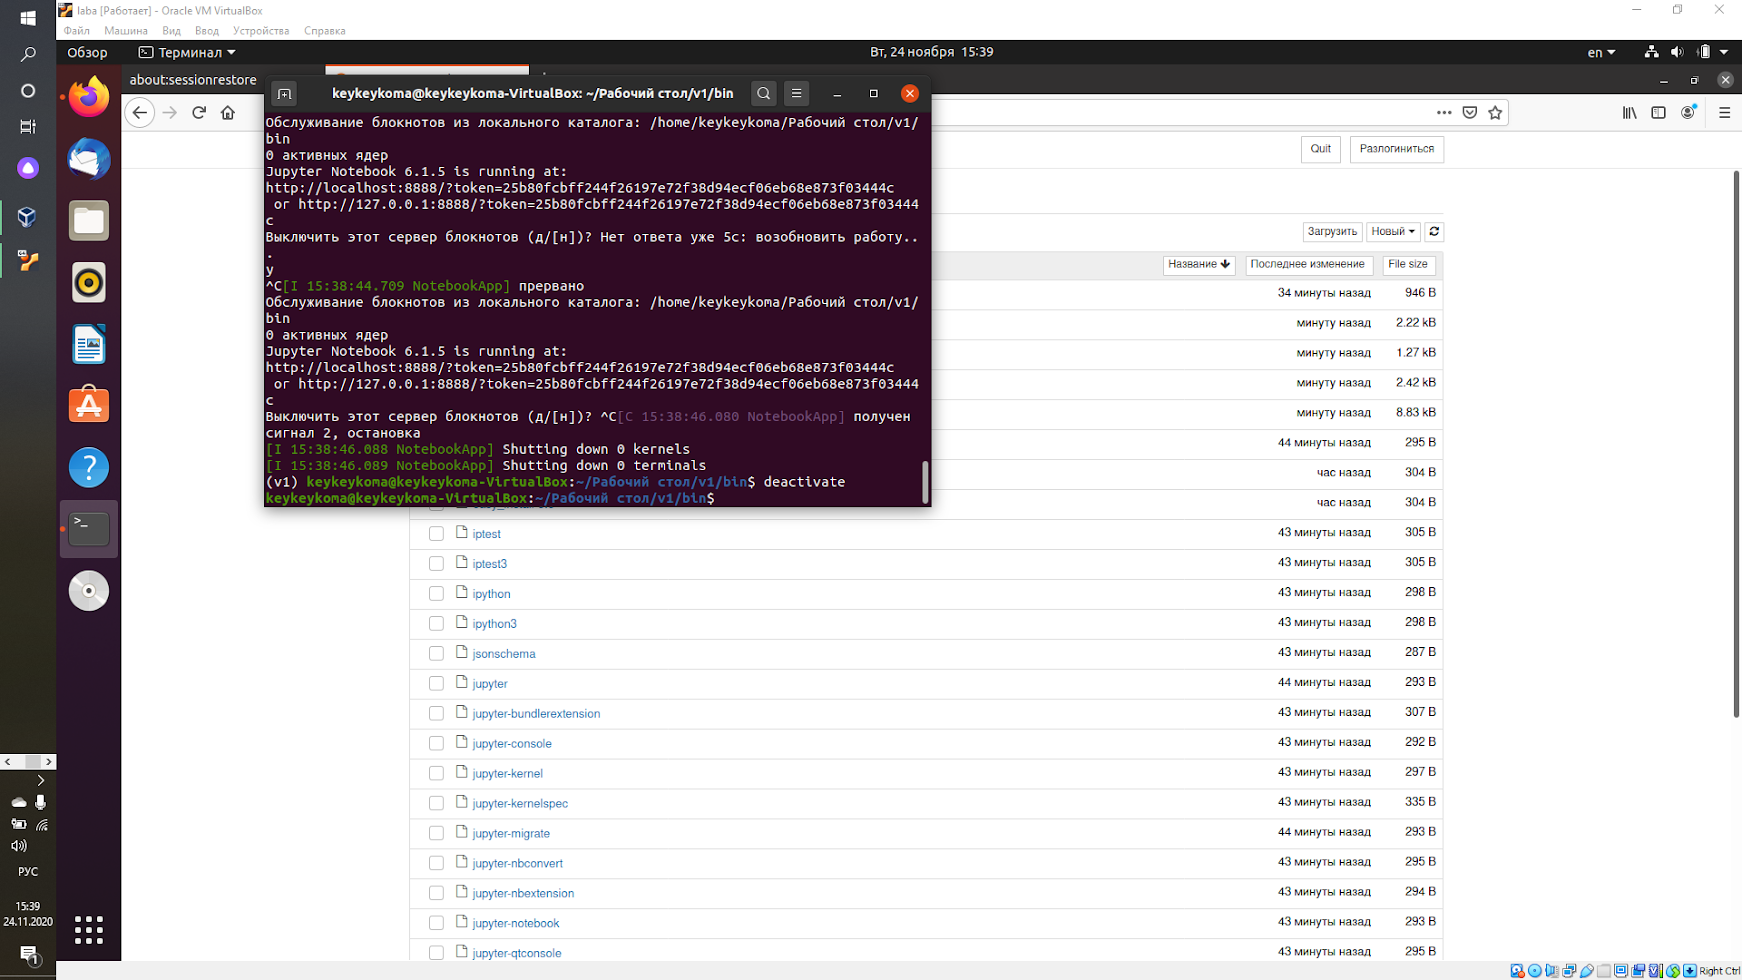 laba [Работает] - Oracle VM VirtualBox
Файл Машина Вид Ввод Устройства Справка
Обзор Терминал Вт, 24 ноября 15:39 en
about:sessionrestore
keykeykoma@keykeykoma-VirtualBox: ~/Рабочий стол/v1/bin
Обслуживание блокнотов из локального каталога: /home/keykeykoma/Рабочий стол/v1/
bin
0 активных ядер
Jupyter Notebook 6.1.5 is running at:
http://localhost:8888/?token=25b80fcbff244f26197e72f38d94ecf06eb68e873f03444c
or http://127.0.0.1:8888/?token=25b80fcbff244f26197e72f38d94ecf06eb68e873f03444
c
Выключить этот сервер блокнотов (д/[н])? Нет ответа уже 5с: возобновить работу..
.
y
^C[I 15:38:44.709 NotebookApp] прервано
Обслуживание блокнотов из локального каталога: /home/keykeykoma/Рабочий стол/v1/
bin
0 активных ядер
Jupyter Notebook 6.1.5 is running at:
http://localhost:8888/?token=25b80fcbff244f26197e72f38d94ecf06eb68e873f03444c
or http://127.0.0.1:8888/?token=25b80fcbff244f26197e72f38d94ecf06eb68e873f03444
c
Выключить этот сервер блокнотов (д/[н])? ^C[C 15:38:46.080 NotebookApp] получен
сигнал 2, остановка
[I 15:38:46.088 NotebookApp] Shutting down 0 kernels
[I 15:38:46.089 NotebookApp] Shutting down 0 terminals
(v1) keykeykoma@keykeykoma-VirtualBox:~/Рабочий стол/v1/bin$ deactivate
keykeykoma@keykeykoma-VirtualBox:~/Рабочий стол/v1/bin$
Quit Разлогиниться
Загрузить Новый
Название Последнее изменение File size
34 минуты назад 946 B
минуту назад 2.22 kB
минуту назад 1.27 kB
минуту назад 2.42 kB
минуту назад 8.83 kB
44 минуты назад 295 B
час назад 304 B
час назад 304 B
iptest 43 минуты назад 305 B
iptest3 43 минуты назад 305 B
ipython 43 минуты назад 298 B
ipython3 43 минуты назад 298 B
jsonschema 43 минуты назад 287 B
jupyter 44 минуты назад 293 B
jupyter-bundlerextension 43 минуты назад 307 B
jupyter-console 43 минуты назад 292 B
jupyter-kernel 43 минуты назад 297 B
jupyter-kernelspec 43 минуты назад 335 B
jupyter-migrate 44 минуты назад 293 B
jupyter-nbconvert 43 минуты назад 295 B
jupyter-nbextension 43 минуты назад 294 B
jupyter-notebook 43 минуты назад 293 B
jupyter-qtconsole 43 минуты назад 295 B
РУС
15:39
24.11.2020
1
Right Ctrl